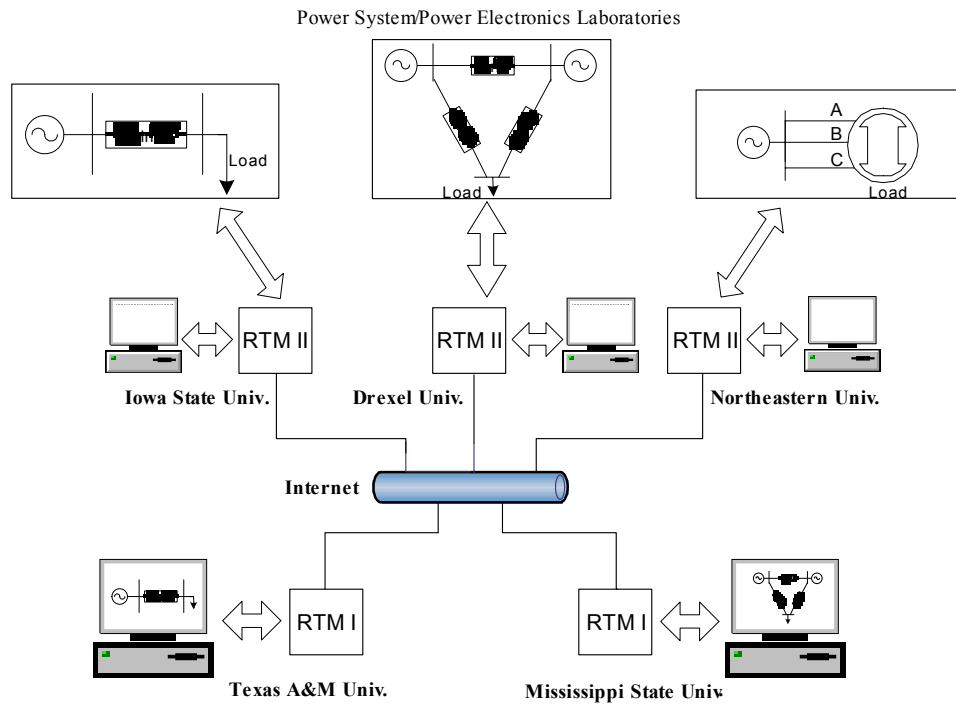 Power System/Power Electronics Laboratories
Load
Load
A
B
C
Load
RTM II
RTM II
RTM II
Iowa State Univ.
Drexel Univ.
Northeastern Univ.
Internet
RTM I
RTM I
Texas A&M Univ.
Mississippi State Univ.